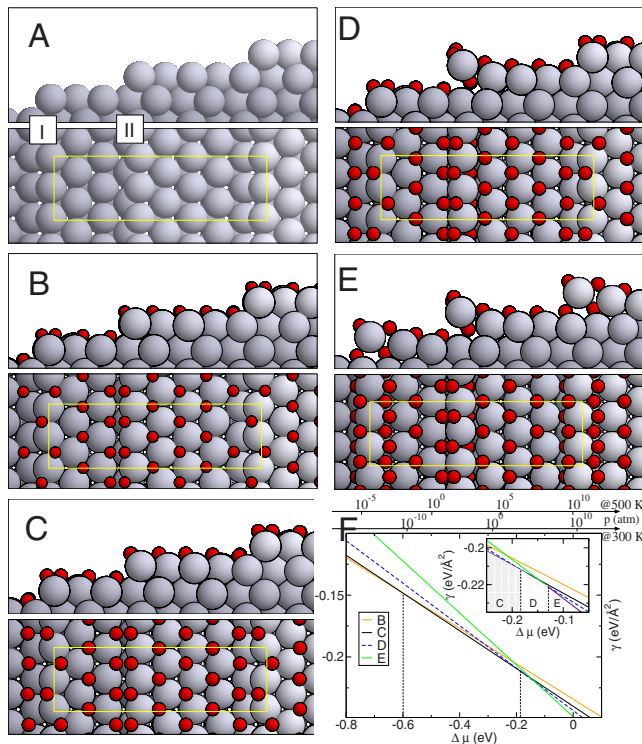 A
I
II
D
B
E
C
F
10⁻⁵ 10⁰ 10⁵ 10¹⁰ @500 K
10⁻¹⁰ 10⁰ 10¹⁰ p (atm)
@300 K
-0.15
-0.2
-0.8 -0.6 -0.4 -0.2 0
Δ μ (eV)
γ (eV/Å²)
B
C
D
E
γ (eV/Å²)
-0.2
-0.22
C D E
-0.2 -0.1
Δ μ (eV)